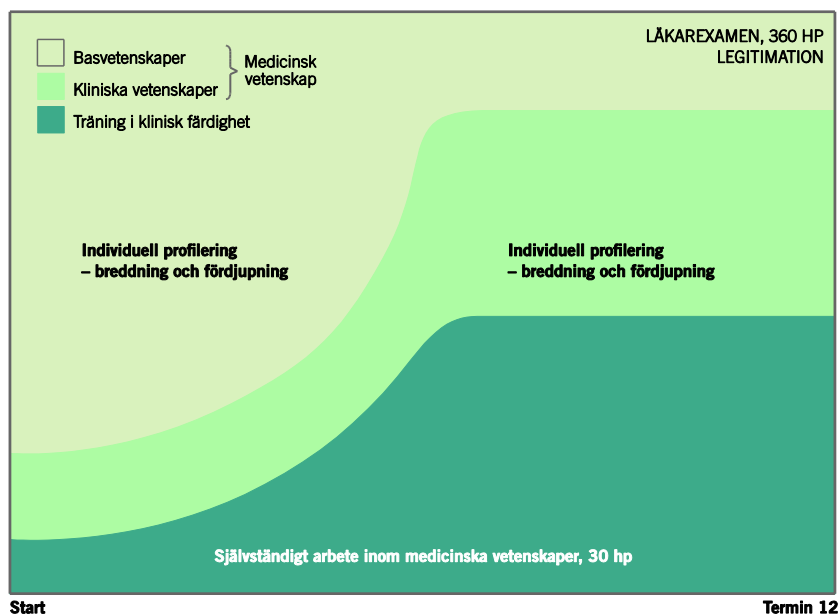 LÄKAREXAMEN, 360 HP
LEGITIMATION
Basvetenskaper
Kliniska vetenskaper
Medicinsk
vetenskap
Träning i klinisk färdighet
Individuell profilering
– breddning och fördjupning
Individuell profilering
– breddning och fördjupning
Självständigt arbete inom medicinska vetenskaper, 30 hp
Start
Termin 12